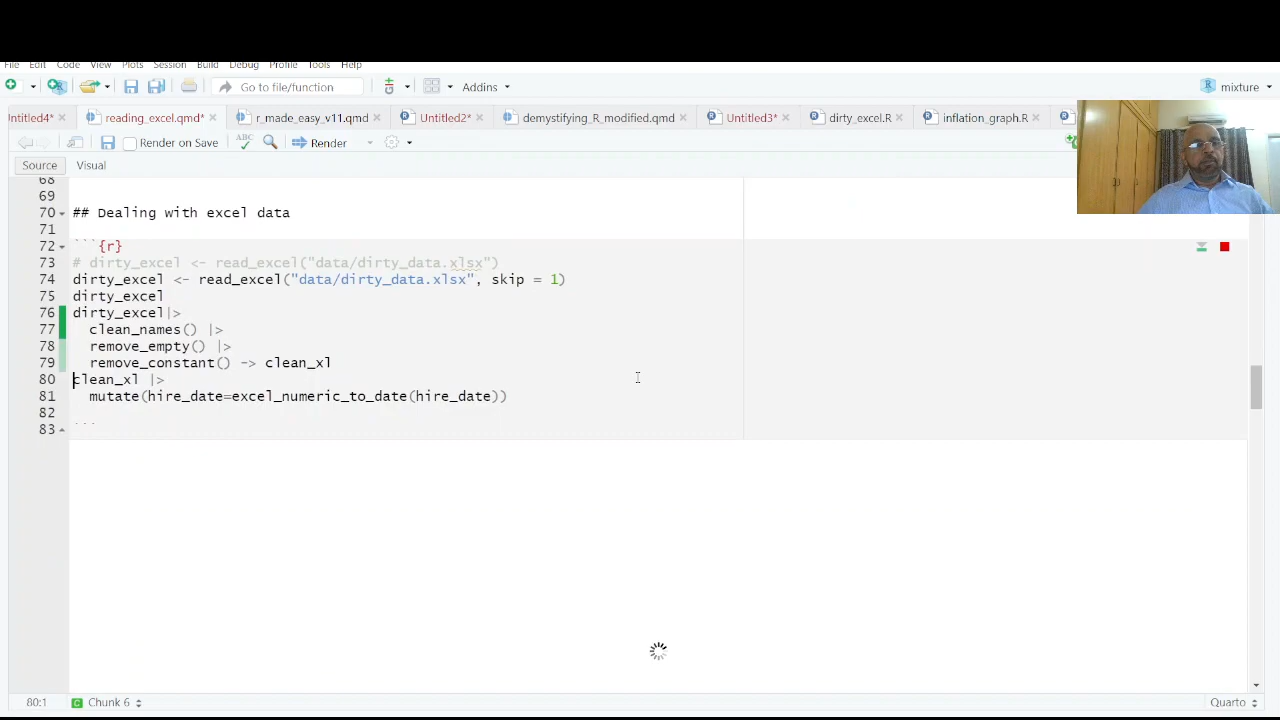 File Edit Code View Plots Session Build Debug Profile Tools Help
Go to file/function
Addins
mixture
ntitled4*
reading_excel.qmd*
r_made_easy_v11.qmd
Untitled2*
demystifying_R_modified.qmd
Untitled3*
dirty_excel.R
inflation_graph.R
ABC
Render on Save
Render
Source
Visual
68
69
70 ## Dealing with excel data
71
72 ```{r}
73 # dirty_excel <- read_excel("data/dirty_data.xlsx")
74 dirty_excel <- read_excel("data/dirty_data.xlsx", skip = 1)
75 dirty_excel
76 dirty_excel|>
77 clean_names() |>
78 remove_empty() |>
79 remove_constant() -> clean_xl
80 clean_xl |>
81 mutate(hire_date=excel_numeric_to_date(hire_date))
82
83 ```
80:1
C Chunk 6
Quarto